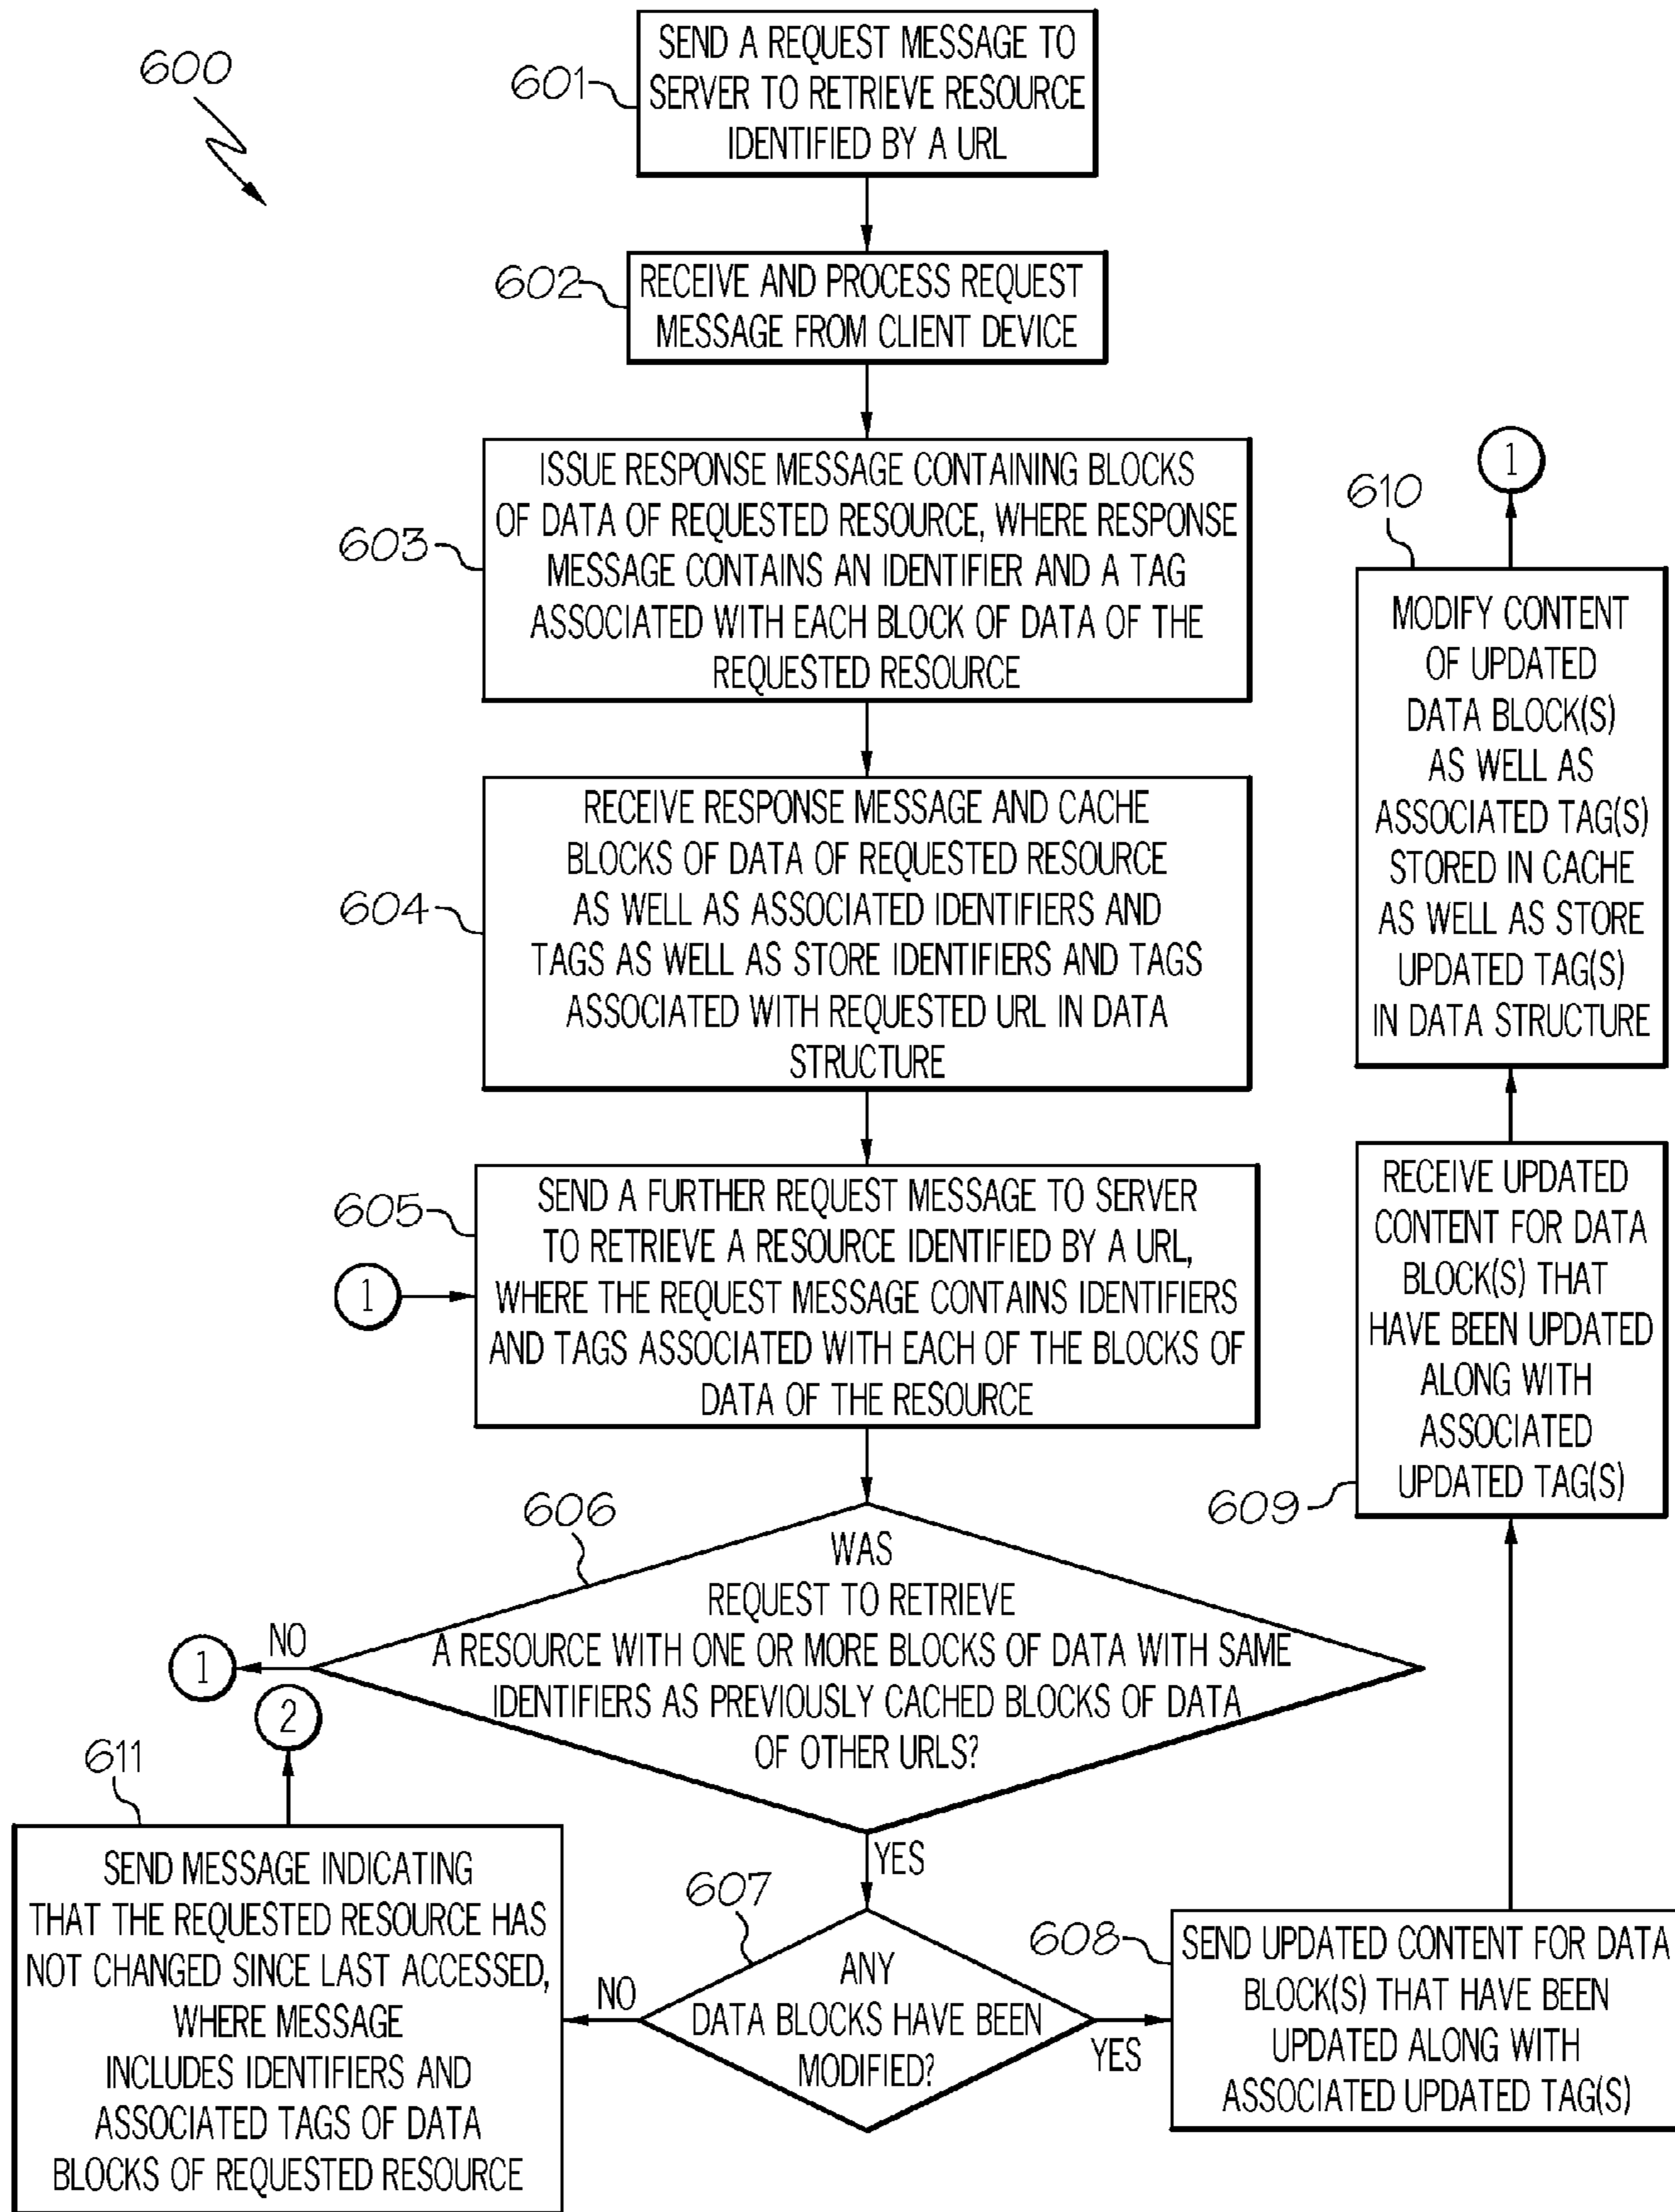 600
601
SEND A REQUEST MESSAGE TO
SERVER TO RETRIEVE RESOURCE
IDENTIFIED BY A URL
602
RECEIVE AND PROCESS REQUEST
MESSAGE FROM CLIENT DEVICE
603
ISSUE RESPONSE MESSAGE CONTAINING BLOCKS
OF DATA OF REQUESTED RESOURCE, WHERE RESPONSE
MESSAGE CONTAINS AN IDENTIFIER AND A TAG
ASSOCIATED WITH EACH BLOCK OF DATA OF THE
REQUESTED RESOURCE
604
RECEIVE RESPONSE MESSAGE AND CACHE
BLOCKS OF DATA OF REQUESTED RESOURCE
AS WELL AS ASSOCIATED IDENTIFIERS AND
TAGS AS WELL AS STORE IDENTIFIERS AND TAGS
ASSOCIATED WITH REQUESTED URL IN DATA
STRUCTURE
605
1
SEND A FURTHER REQUEST MESSAGE TO SERVER
TO RETRIEVE A RESOURCE IDENTIFIED BY A URL,
WHERE THE REQUEST MESSAGE CONTAINS IDENTIFIERS
AND TAGS ASSOCIATED WITH EACH OF THE BLOCKS OF
DATA OF THE RESOURCE
606
WAS
REQUEST TO RETRIEVE
A RESOURCE WITH ONE OR MORE BLOCKS OF DATA WITH SAME
IDENTIFIERS AS PREVIOUSLY CACHED BLOCKS OF DATA
OF OTHER URLS?
NO
1
YES
607
ANY
DATA BLOCKS HAVE BEEN
MODIFIED?
NO
YES
611
2
SEND MESSAGE INDICATING
THAT THE REQUESTED RESOURCE HAS
NOT CHANGED SINCE LAST ACCESSED,
WHERE MESSAGE
INCLUDES IDENTIFIERS AND
ASSOCIATED TAGS OF DATA
BLOCKS OF REQUESTED RESOURCE
608
SEND UPDATED CONTENT FOR DATA
BLOCK(S) THAT HAVE BEEN
UPDATED ALONG WITH
ASSOCIATED UPDATED TAG(S)
609
RECEIVE UPDATED
CONTENT FOR DATA
BLOCK(S) THAT
HAVE BEEN UPDATED
ALONG WITH
ASSOCIATED
UPDATED TAG(S)
610
MODIFY CONTENT
OF UPDATED
DATA BLOCK(S)
AS WELL AS
ASSOCIATED TAG(S)
STORED IN CACHE
AS WELL AS STORE
UPDATED TAG(S)
IN DATA STRUCTURE
1